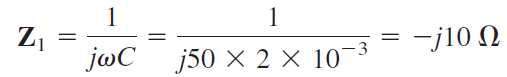 Z₁ = 1/jωC = 1/j50 × 2 × 10⁻³ = −j10 Ω